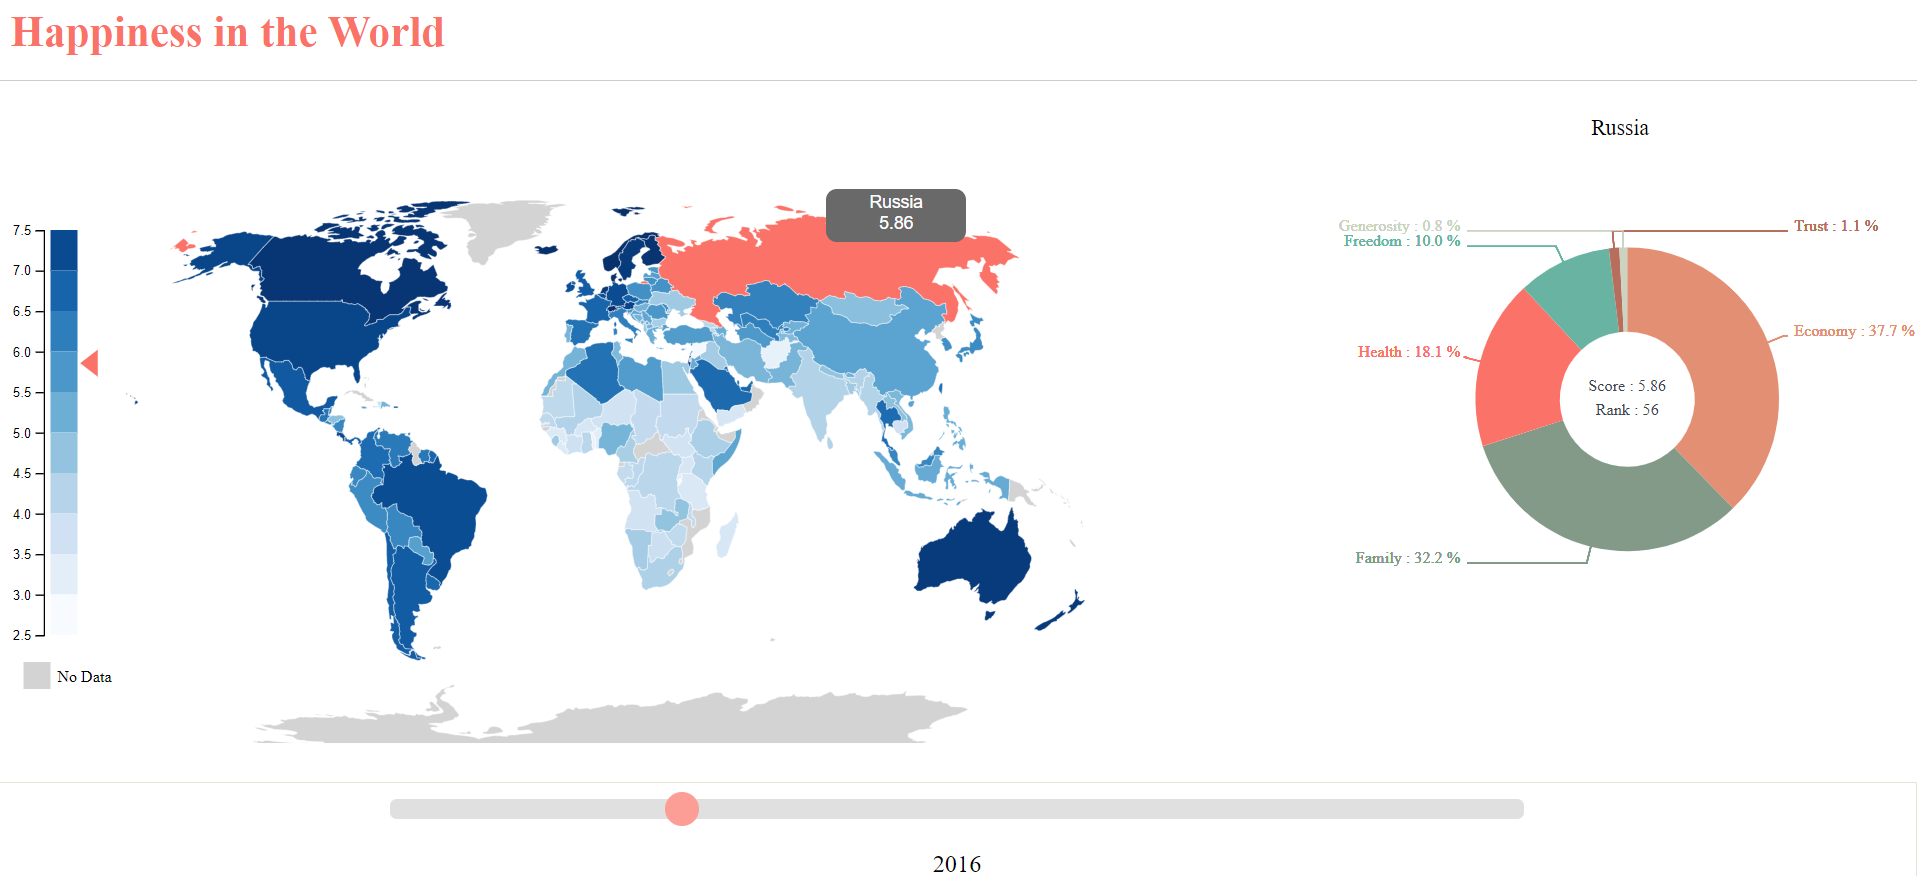 Happiness in the World
Russia
Russia
5.86
Generosity : 0.8 %
Trust : 1.1 %
Freedom : 10.0 %
Economy : 37.7 %
Health : 18.1 %
Score : 5.86
Rank : 56
Family : 32.2 %
7.5
7.0
6.5
6.0
5.5
5.0
4.5
4.0
3.5
3.0
2.5
No Data
2016